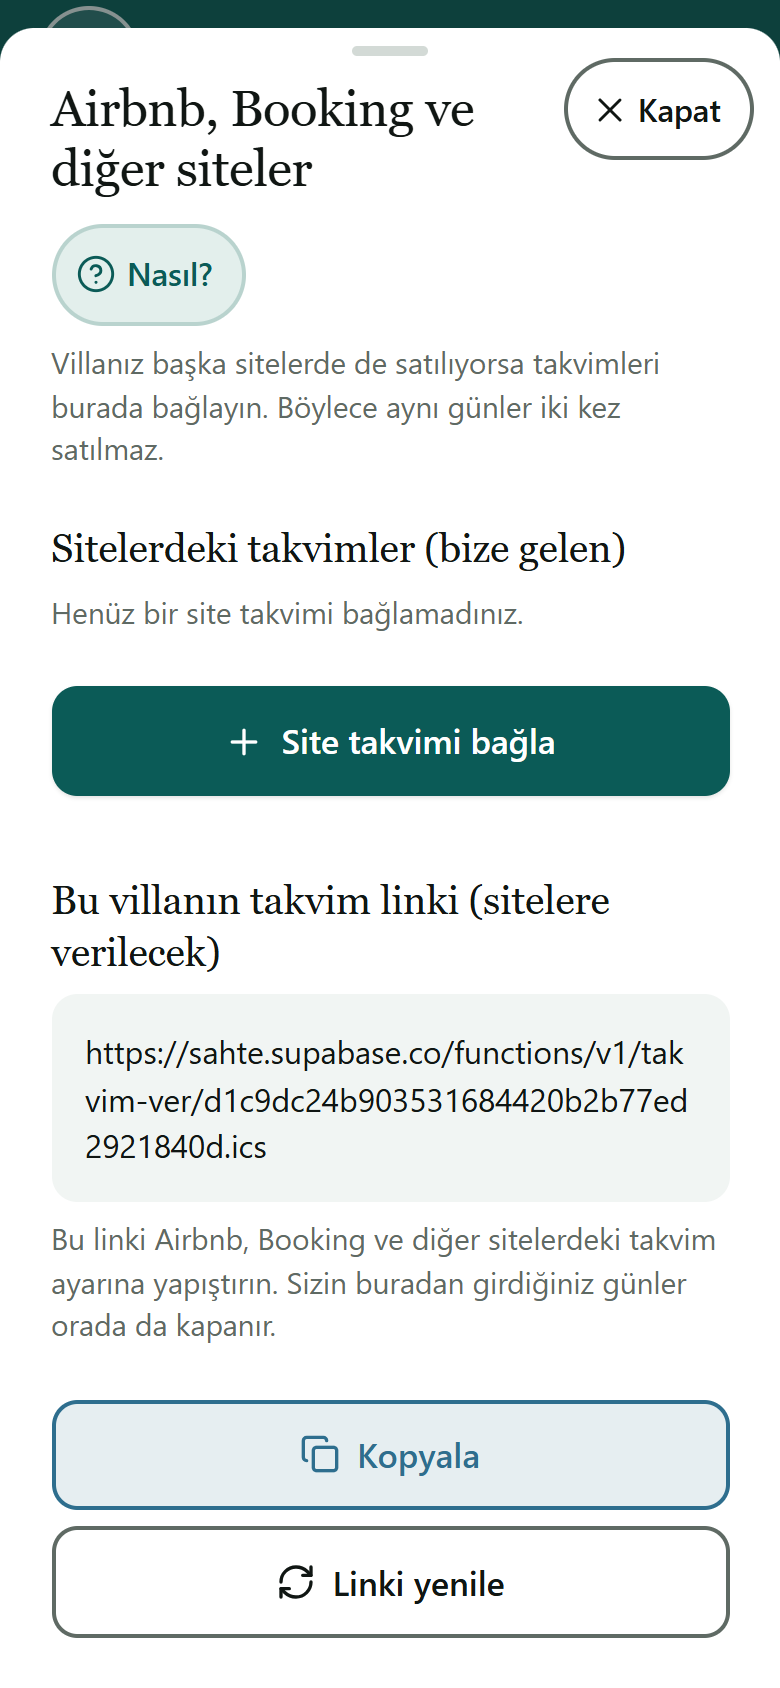 Airbnb, Booking ve
diğer siteler
Kapat
Nasıl?
Villanız başka sitelerde de satılıyorsa takvimleri
burada bağlayın. Böylece aynı günler iki kez
satılmaz.
Sitelerdeki takvimler (bize gelen)
Henüz bir site takvimi bağlamadınız.
Site takvimi bağla
Bu villanın takvim linki (sitelere
verilecek)
https://sahte.supabase.co/functions/v1/tak
vim-ver/d1c9dc24b903531684420b2b77ed
2921840d.ics
Bu linki Airbnb, Booking ve diğer sitelerdeki takvim
ayarına yapıştırın. Sizin buradan girdiğiniz günler
orada da kapanır.
Kopyala
Linki yenile